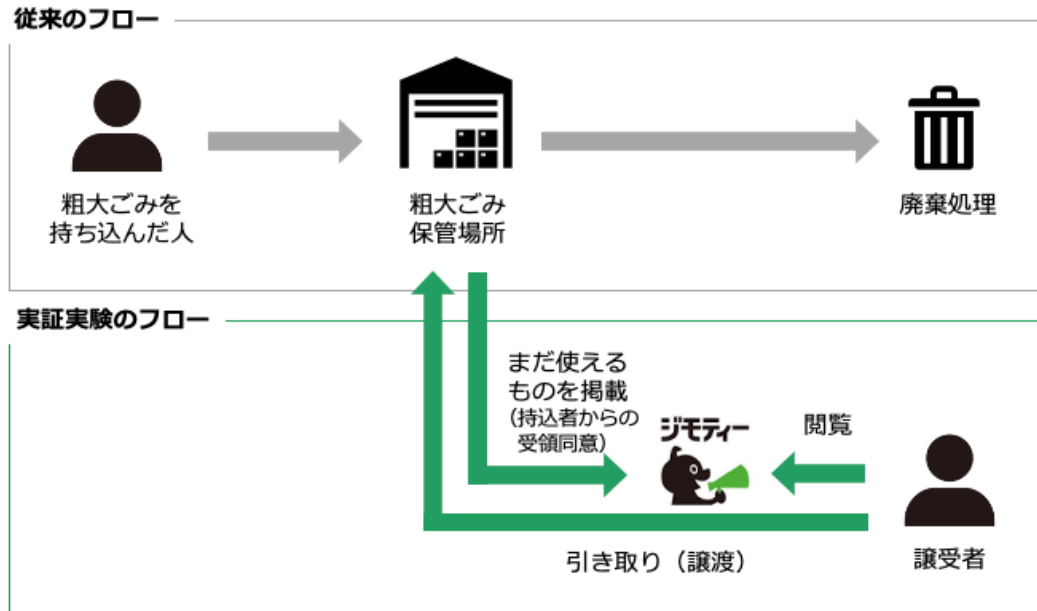 従来のフロー
粗大ごみを
持ち込んだ人
粗大ごみ
保管場所
廃棄処理
実証実験のフロー
まだ使える
ものを掲載
（持込者からの
受領同意）
ジモティー
閲覧
譲受者
引き取り（譲渡）